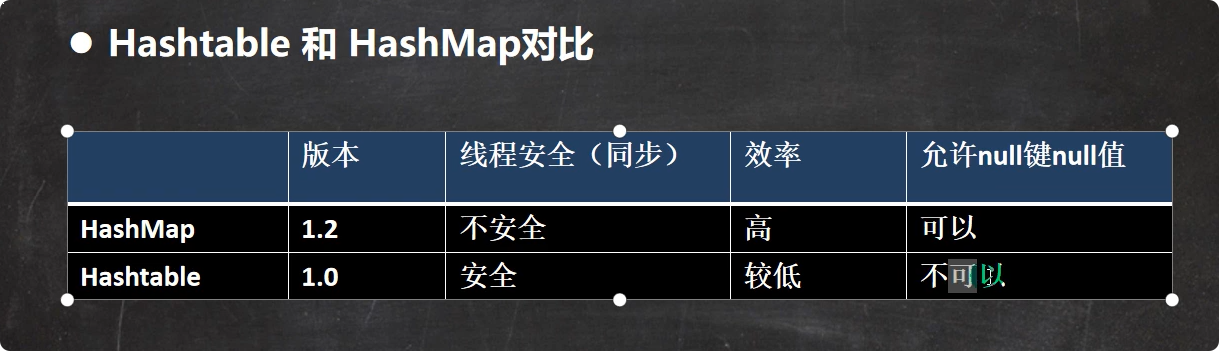 ● Hashtable 和 HashMap对比
版本 线程安全（同步） 效率 允许null键null值
HashMap 1.2 不安全 高 可以
Hashtable 1.0 安全 较低 不可以